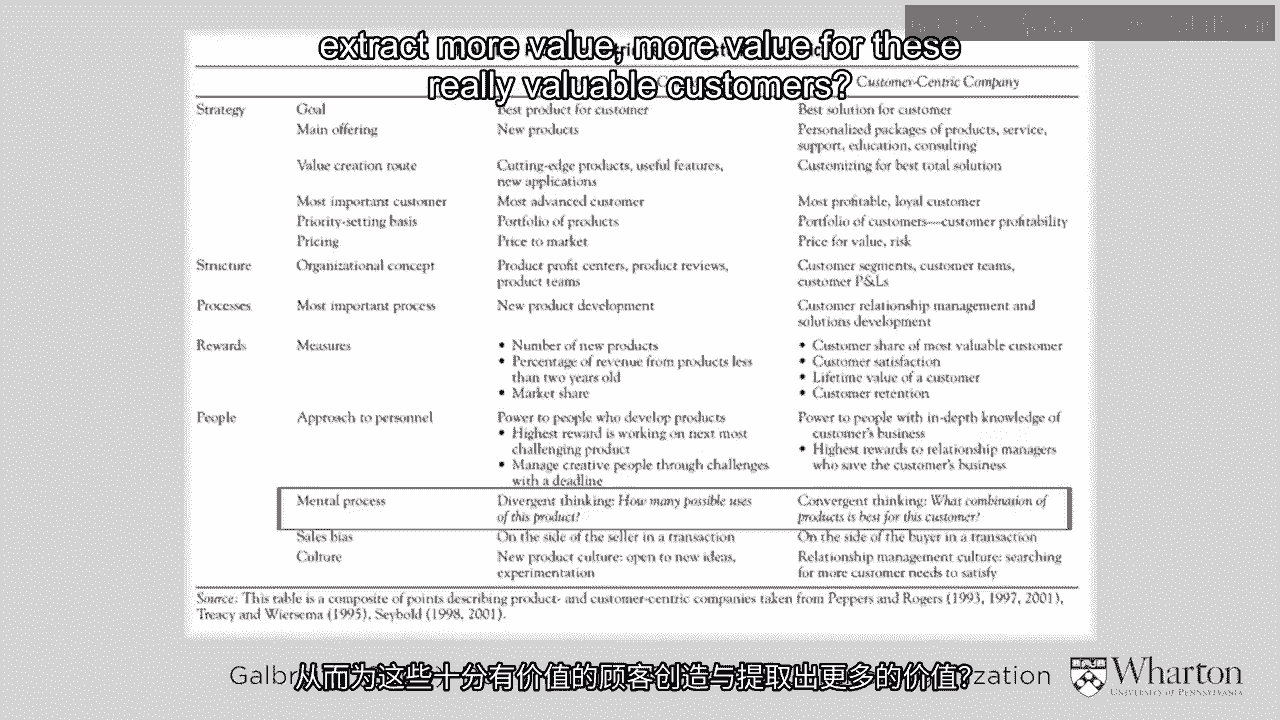 extract more value, more value for these
really valuable customers?
Customer-Centric Company
Strategy Goal Best product for customer Best solution for customer
Main offering New products Personalized packages of products, service,
support, education, consulting
Value creation route Cutting-edge products, useful features, Customizing for best total solution
new applications
Most important customer Most advanced customer Most profitable, loyal customer
Priority-setting basis Portfolio of products Portfolio of customers—customer profitability
Pricing Price to market Price for value, risk
Structure Organizational concept Product profit centers, product reviews, Customer segments, customer teams,
product teams customer P&Ls
Processes Most important process New product development Customer relationship management and
solutions development
Rewards Measures • Number of new products • Customer share of most valuable customer
• Percentage of revenue from products less • Customer satisfaction
than two years old • Lifetime value of a customer
• Market share • Customer retention
People Approach to personnel Power to people who develop products Power to people with in-depth knowledge of
• Highest reward is working on next most customer's business
challenging product • Highest rewards to relationship managers
• Manage creative people through challenges who save the customer's business
with a deadline
Mental process Divergent thinking: How many possible uses Convergent thinking: What combination of
of this product? products is best for this customer?
Sales bias On the side of the seller in a transaction On the side of the buyer in a transaction
Culture New product culture: open to new ideas, Relationship management culture: searching
experimentation for more customer needs to satisfy
Source: This table is a composite of points describing product- and customer-centric companies taken from Peppers and Rogers (1993, 1997, 2001),
Treacy and Wiersema (1995), Seybold (1998, 2001).
从而为这些十分有价值的顾客创造与提取出更多的价值?
Wharton
UNIVERSITY of PENNSYLVANIA